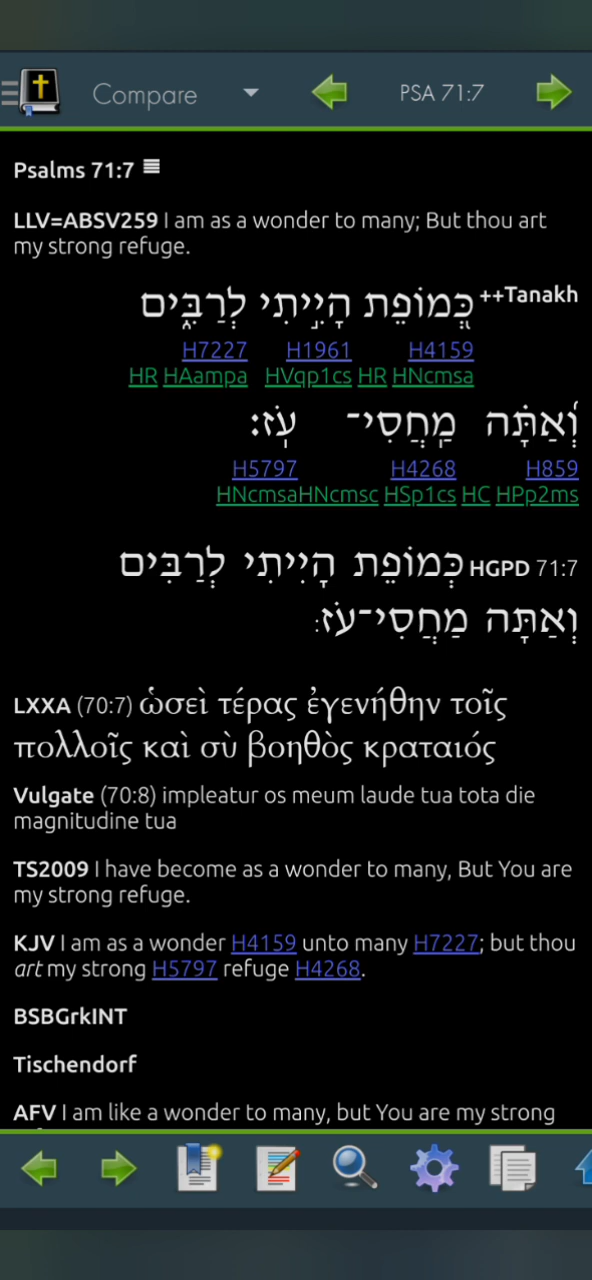 Compare
PSA 71:7
Psalms 71:7
LLV=ABSV259 I am as a wonder to many; But thou art
my strong refuge.
++Tanakh כְּ֭מוֹפֵת הָיִ֣יתִי לְרַבִּ֑ים
H7227 H1961 H4159
HR HAampa HVqp1cs HR HNcmsa
וְ֝אַתָּ֗ה מַֽחֲסִי־ עֹֽז׃
H5797 H4268 H859
HNcmsaHNcmsc HSp1cs HC HPp2ms
HGPD 71:7 כְּמוֹפֵת הָיִיתִי לְרַבִּים
וְאַתָּה מַחֲסִי־עֹז׃
LXXA (70:7) ὡσεὶ τέρας ἐγενήθην τοῖς
πολλοῖς καὶ σὺ βοηθὸς κραταιός
Vulgate (70:8) impleatur os meum laude tua tota die
magnitudine tua
TS2009 I have become as a wonder to many, But You are
my strong refuge.
KJV I am as a wonder H4159 unto many H7227; but thou
art my strong H5797 refuge H4268.
BSBGrkINT
Tischendorf
AFV I am like a wonder to many, but You are my strong